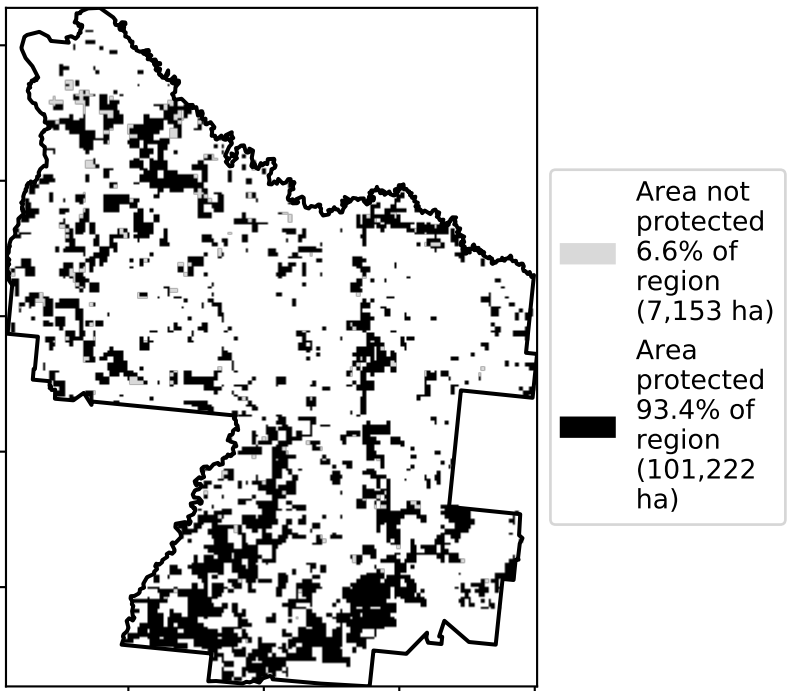 Area not
protected
6.6% of
region
(7,153 ha)
Area
protected
93.4% of
region
(101,222
ha)